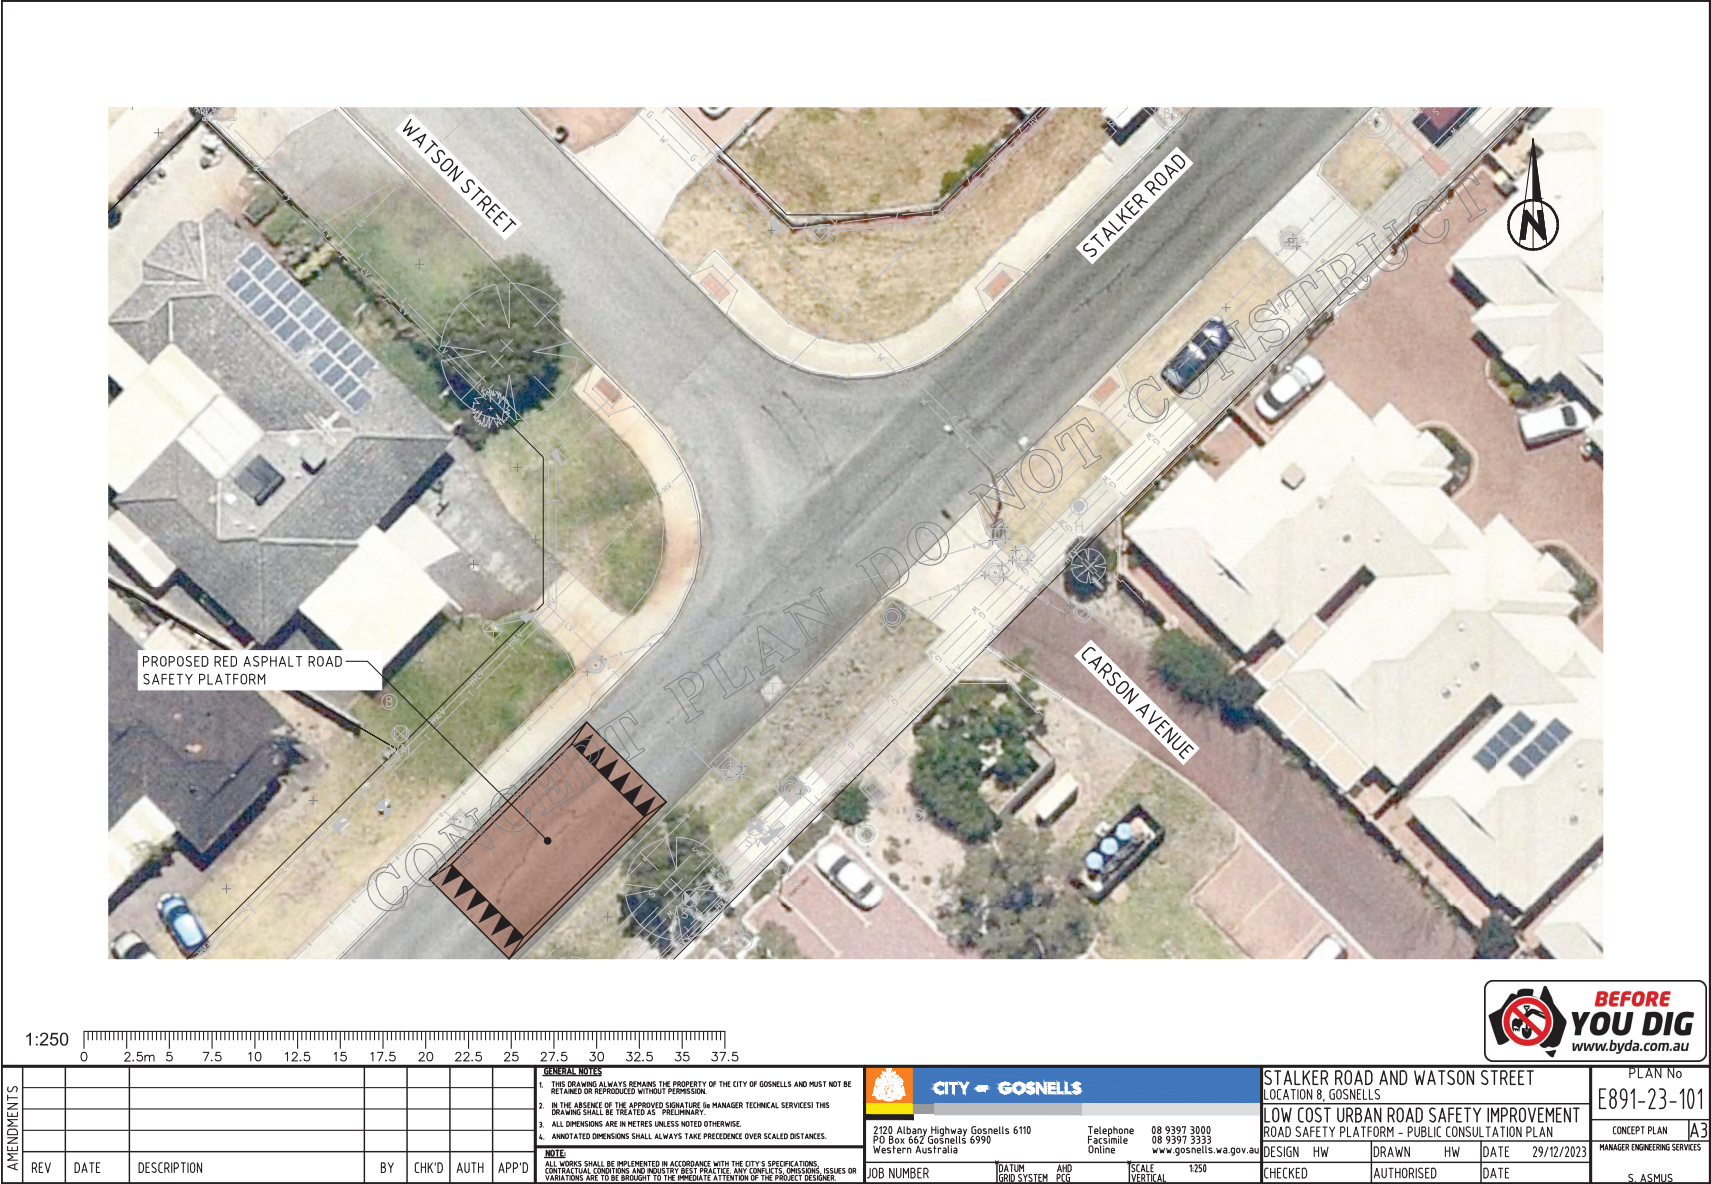 WATSON STREET
STALKER ROAD
N
CONCEPT PLAN DO NOT CONSTRUCT
PROPOSED RED ASPHALT ROAD
SAFETY PLATFORM
CARSON AVENUE
BEFORE
YOU DIG
www.byda.com.au
1:250
0 2.5m 5 7.5 10 12.5 15 17.5 20 22.5 25 27.5 30 32.5 35 37.5
AMENDMENTS
REV DATE DESCRIPTION BY CHK'D AUTH APP'D
GENERAL NOTES
1. THIS DRAWING ALWAYS REMAINS THE PROPERTY OF THE CITY OF GOSNELLS AND MUST NOT BE
RETAINED OR REPRODUCED WITHOUT PERMISSION.
2. IN THE ABSENCE OF THE APPROVED SIGNATURE (ie MANAGER TECHNICAL SERVICES) THIS
DRAWING SHALL BE TREATED AS PRELIMINARY.
3. ALL DIMENSIONS ARE IN METRES UNLESS NOTED OTHERWISE.
4. ANNOTATED DIMENSIONS SHALL ALWAYS TAKE PRECEDENCE OVER SCALED DISTANCES.
NOTE:
ALL WORKS SHALL BE IMPLEMENTED IN ACCORDANCE WITH THE CITY'S SPECIFICATIONS,
CONTRACTUAL CONDITIONS AND INDUSTRY BEST PRACTICE. ANY CONFLICTS, OMISSIONS, ISSUES OR
VARIATIONS ARE TO BE BROUGHT TO THE IMMEDIATE ATTENTION OF THE PROJECT DESIGNER.
CITY OF GOSNELLS
2120 Albany Highway Gosnells 6110
PO Box 662 Gosnells 6990
Western Australia
Telephone 08 9397 3000
Facsimile 08 9397 3333
Online www.gosnells.wa.gov.au
JOB NUMBER
DATUM AHD
GRID SYSTEM PCG
SCALE 1:250
VERTICAL
STALKER ROAD AND WATSON STREET
LOCATION 8, GOSNELLS
LOW COST URBAN ROAD SAFETY IMPROVEMENT
ROAD SAFETY PLATFORM - PUBLIC CONSULTATION PLAN
DESIGN HW DRAWN HW DATE 29/12/2023
CHECKED AUTHORISED DATE
PLAN No
E891-23-101
CONCEPT PLAN A3
MANAGER ENGINEERING SERVICES
S. ASMUS